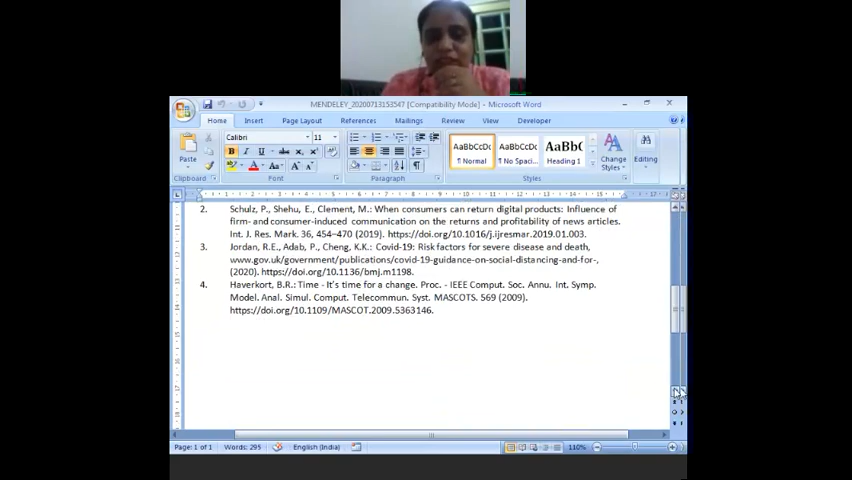 MENDELEY_20200713153547 [Compatibility Mode] - Microsoft Word
Home Insert Page Layout References Mailings Review View Developer
Calibri 11
AaBbCcDc AaBbCcDc AaBbC
Paste ¶ Normal ¶ No Spaci... Heading 1 Change Styles Editing
Clipboard Font Paragraph Styles
2. Schulz, P., Shehu, E., Clement, M.: When consumers can return digital products: Influence of
firm- and consumer-induced communication on the returns and profitability of news articles.
Int. J. Res. Mark. 36, 454–470 (2019). https://doi.org/10.1016/j.ijresmar.2019.01.003.
3. Jordan, R.E., Adab, P., Cheng, K.K.: Covid-19: Risk factors for severe disease and death,
www.gov.uk/government/publications/covid-19-guidance-on-social-distancing-and-for-,
(2020). https://doi.org/10.1136/bmj.m1198.
4. Haverkort, B.R.: Time - It's time for a change. Proc. - IEEE Comput. Soc. Annu. Int. Symp.
Model. Anal. Simul. Comput. Telecommun. Syst. MASCOTS. 569 (2009).
https://doi.org/10.1109/MASCOT.2009.5363146.
Page: 1 of 1 Words: 295 English (India) 110%